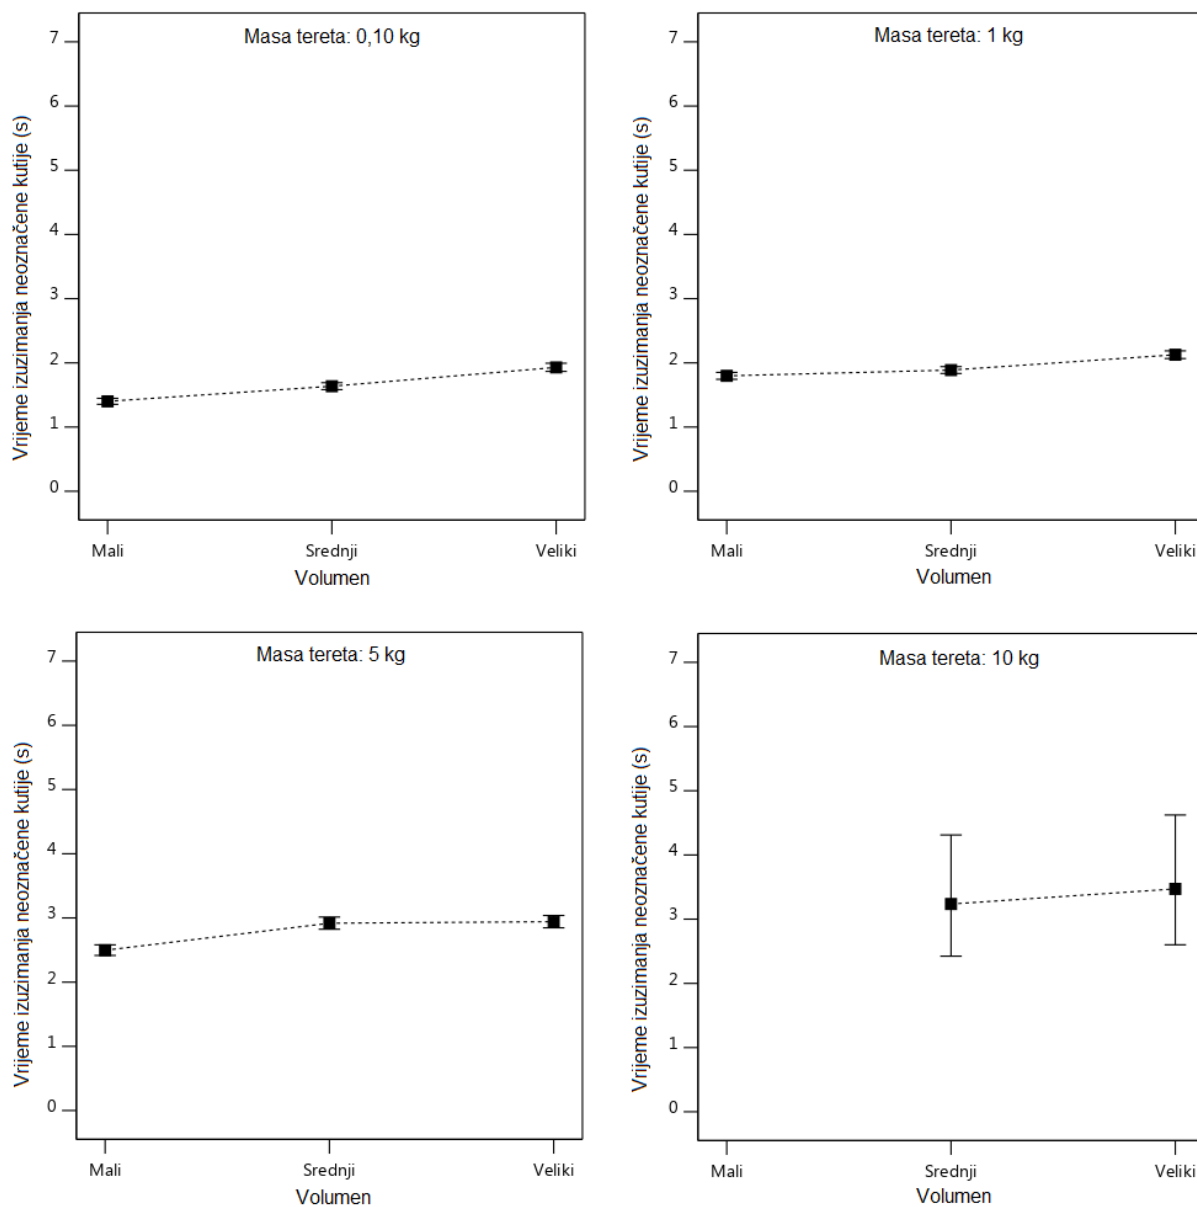 Masa tereta: 0,10 kg
Vrijeme izuzimanja neoznačene kutije (s)
7
6
5
4
3
2
1
0
Mali Srednji Veliki
Volumen
Masa tereta: 1 kg
Vrijeme izuzimanja neoznačene kutije (s)
7
6
5
4
3
2
1
0
Mali Srednji Veliki
Volumen
Masa tereta: 5 kg
Vrijeme izuzimanja neoznačene kutije (s)
7
6
5
4
3
2
1
0
Mali Srednji Veliki
Volumen
Masa tereta: 10 kg
Vrijeme izuzimanja neoznačene kutije (s)
7
6
5
4
3
2
1
0
Mali Srednji Veliki
Volumen